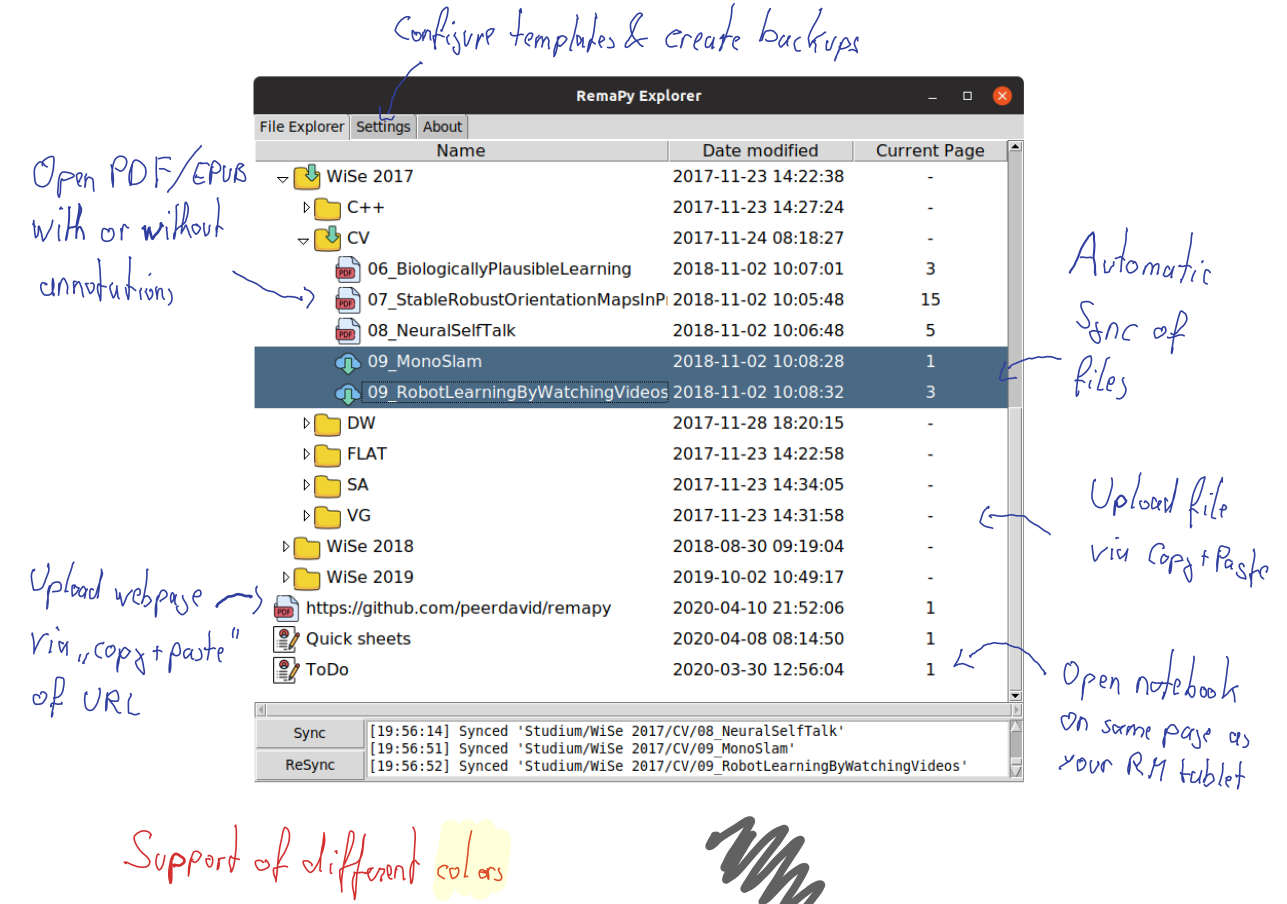 Configure templates & create backups
RemaPy Explorer
File Explorer Settings About
Name Date modified Current Page
WiSe 2017 2017-11-23 14:22:38 -
C++ 2017-11-23 14:27:24 -
CV 2017-11-24 08:18:27 -
06_BiologicallyPlausibleLearning 2018-11-02 10:07:01 3
07_StableRobustOrientationMapsInPr 2018-11-02 10:05:48 15
08_NeuralSelfTalk 2018-11-02 10:06:48 5
09_MonoSlam 2018-11-02 10:08:28 1
09_RobotLearningByWatchingVideos 2018-11-02 10:08:32 3
DW 2017-11-28 18:20:15 -
FLAT 2017-11-23 14:22:58 -
SA 2017-11-23 14:34:05 -
VG 2017-11-23 14:31:58 -
WiSe 2018 2018-08-30 09:19:04 -
WiSe 2019 2019-10-02 10:49:17 -
https://github.com/peerdavid/remapy 2020-04-10 21:52:06 1
Quick sheets 2020-04-08 08:14:50 1
ToDo 2020-03-30 12:56:04 1
Sync
ReSync
[19:56:14] Synced 'Studium/WiSe 2017/CV/08_NeuralSelfTalk'
[19:56:51] Synced 'Studium/WiSe 2017/CV/09_MonoSlam'
[19:56:52] Synced 'Studium/WiSe 2017/CV/09_RobotLearningByWatchingVideos'
Open PDF/EPUB
with or without
annotations
Upload webpage
via „copy+paste"
of URL
Automatic
Sync of
files
Upload file
via Copy+Paste
Open notebook
on same page as
your RM tablet
Support of different colors